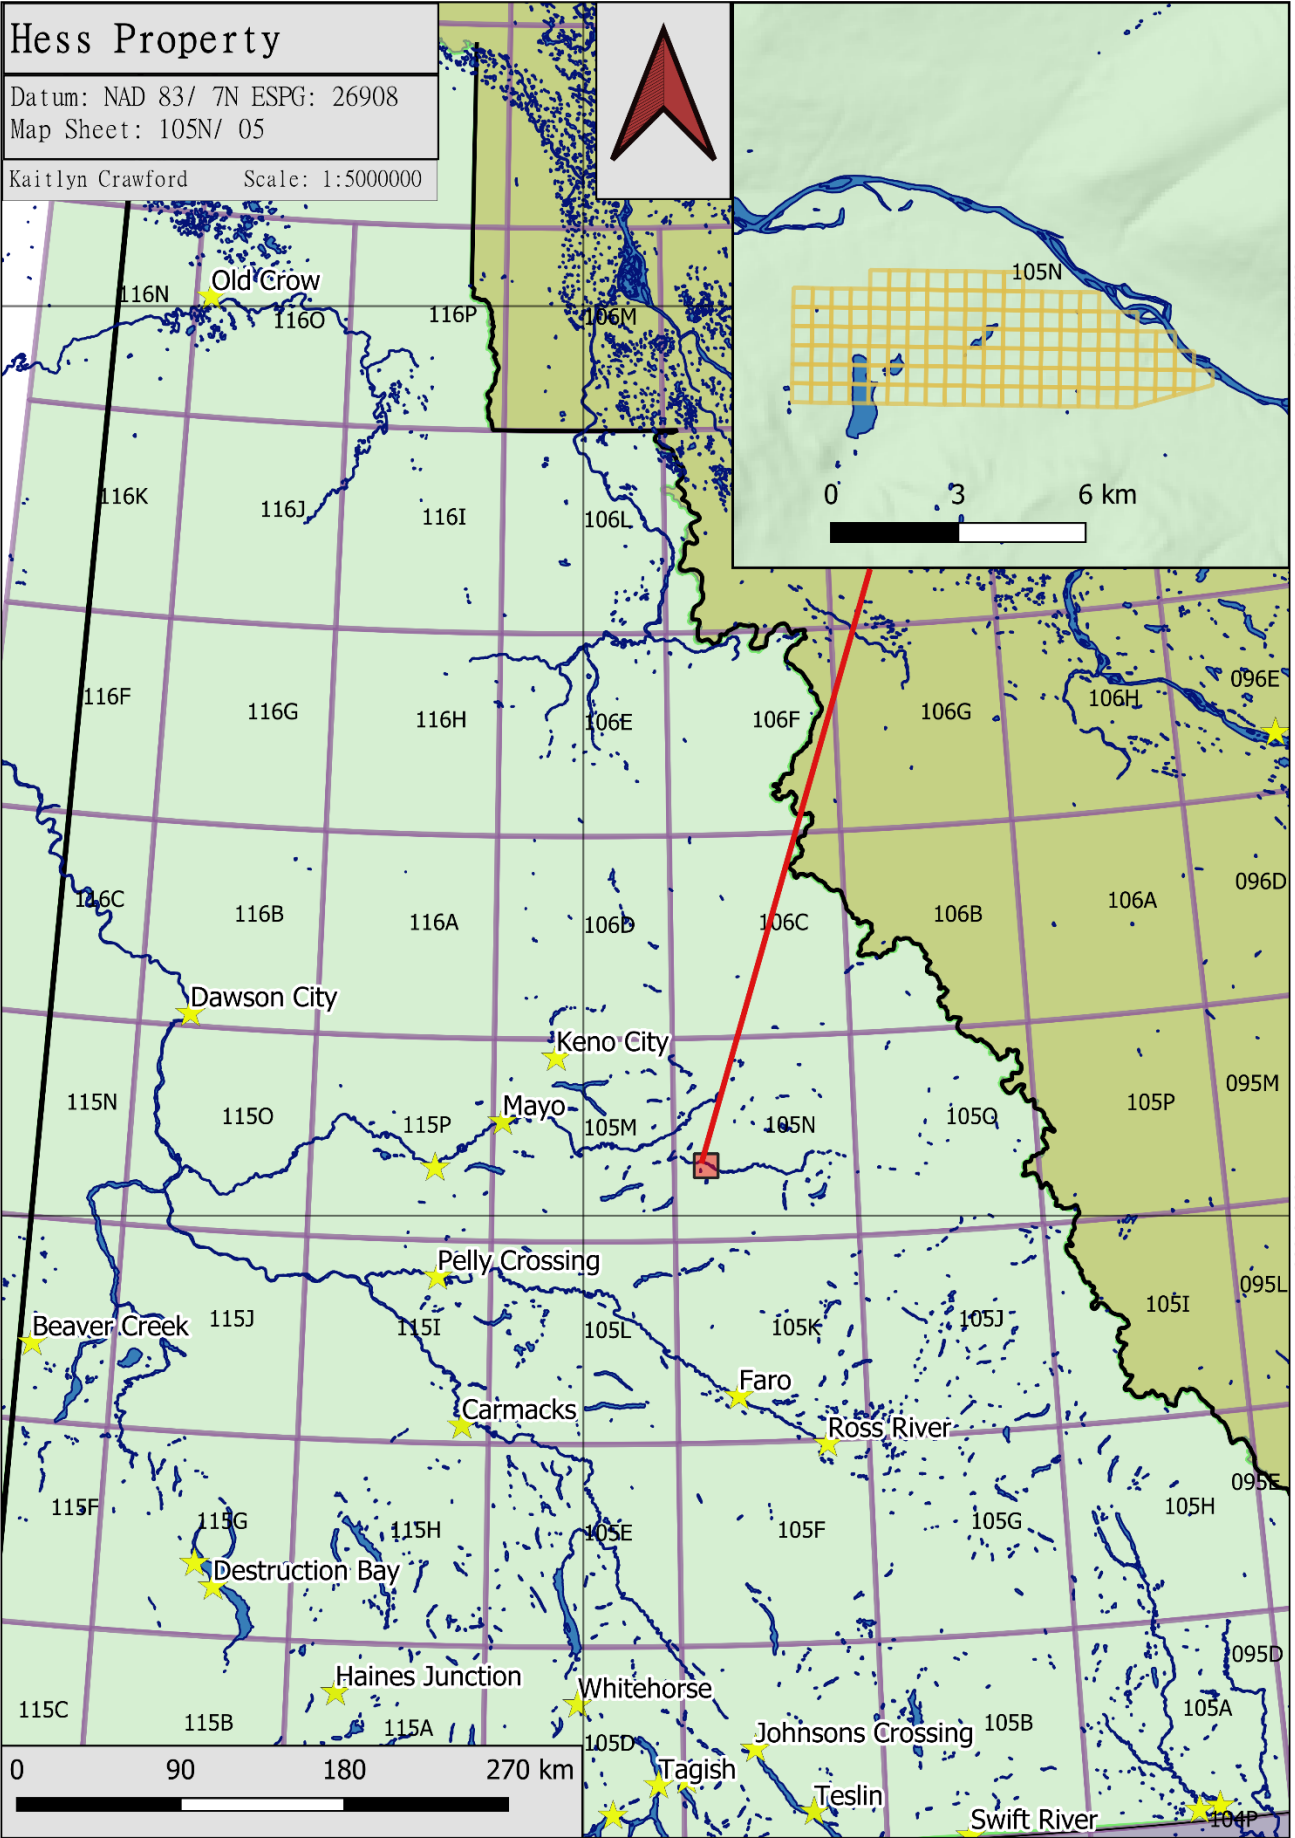 Hess Property
Datum: NAD 83/ 7N ESPG: 26908
Map Sheet: 105N/ 05
Kaitlyn Crawford Scale: 1:5000000
105N
0 3 6 km
Old Crow
116N
116O
116P
106M
116K
116J
116I
106L
116F
116G
116H
106E
106F
106G
106H
096E
116C
116B
116A
106D
106C
106B
106A
096D
Dawson City
Keno City
Mayo
115N
115O
115P
105M
105N
105O
105P
095M
Pelly Crossing
Beaver Creek
115J
115I
105L
105K
105J
105I
095L
Faro
Carmacks
Ross River
115F
115G
115H
105E
105F
105G
105H
095E
Destruction Bay
Haines Junction
Whitehorse
115C
115B
115A
105D
Johnsons Crossing
105B
105A
095D
Tagish
Teslin
Swift River
104P
0 90 180 270 km